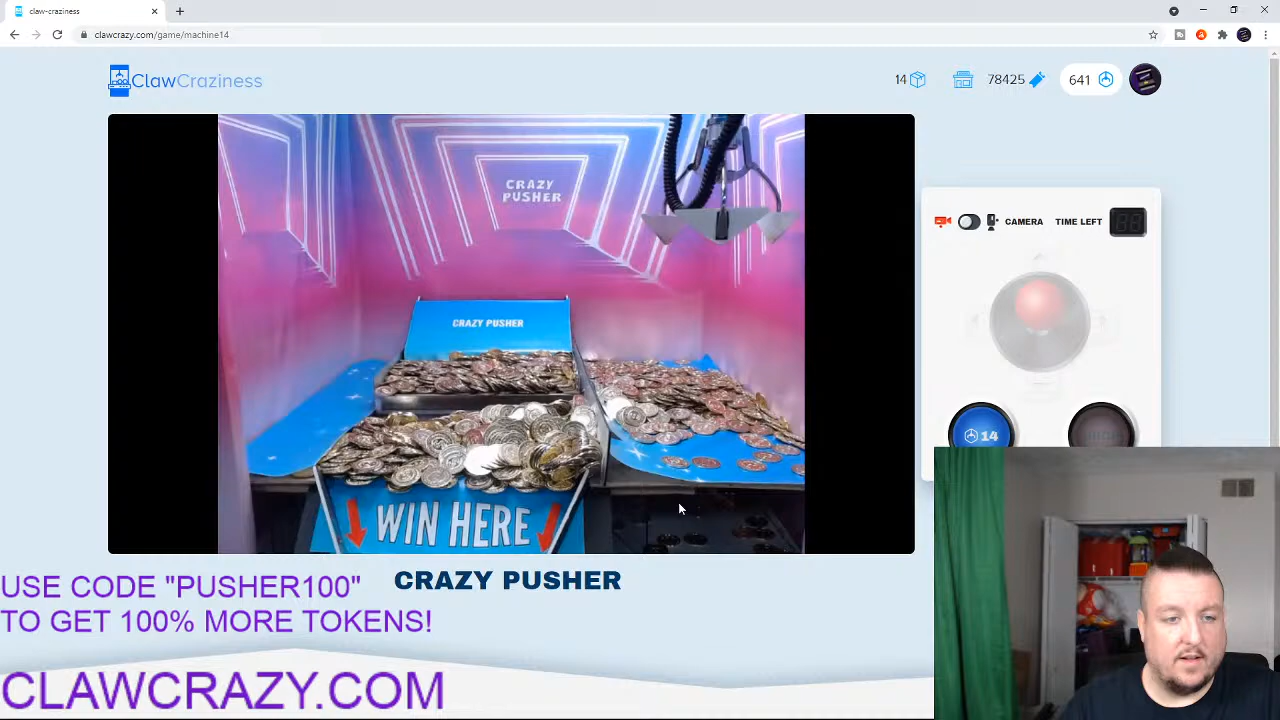 claw-craziness
clawcrazy.com/game/machine14
ClawCraziness
14
78425
641
CRAZY
PUSHER
CAMERA
TIME LEFT
CRAZY PUSHER
14
WIN HERE
CRAZY PUSHER
USE CODE "PUSHER100"
TO GET 100% MORE TOKENS!
CLAWCRAZY.COM